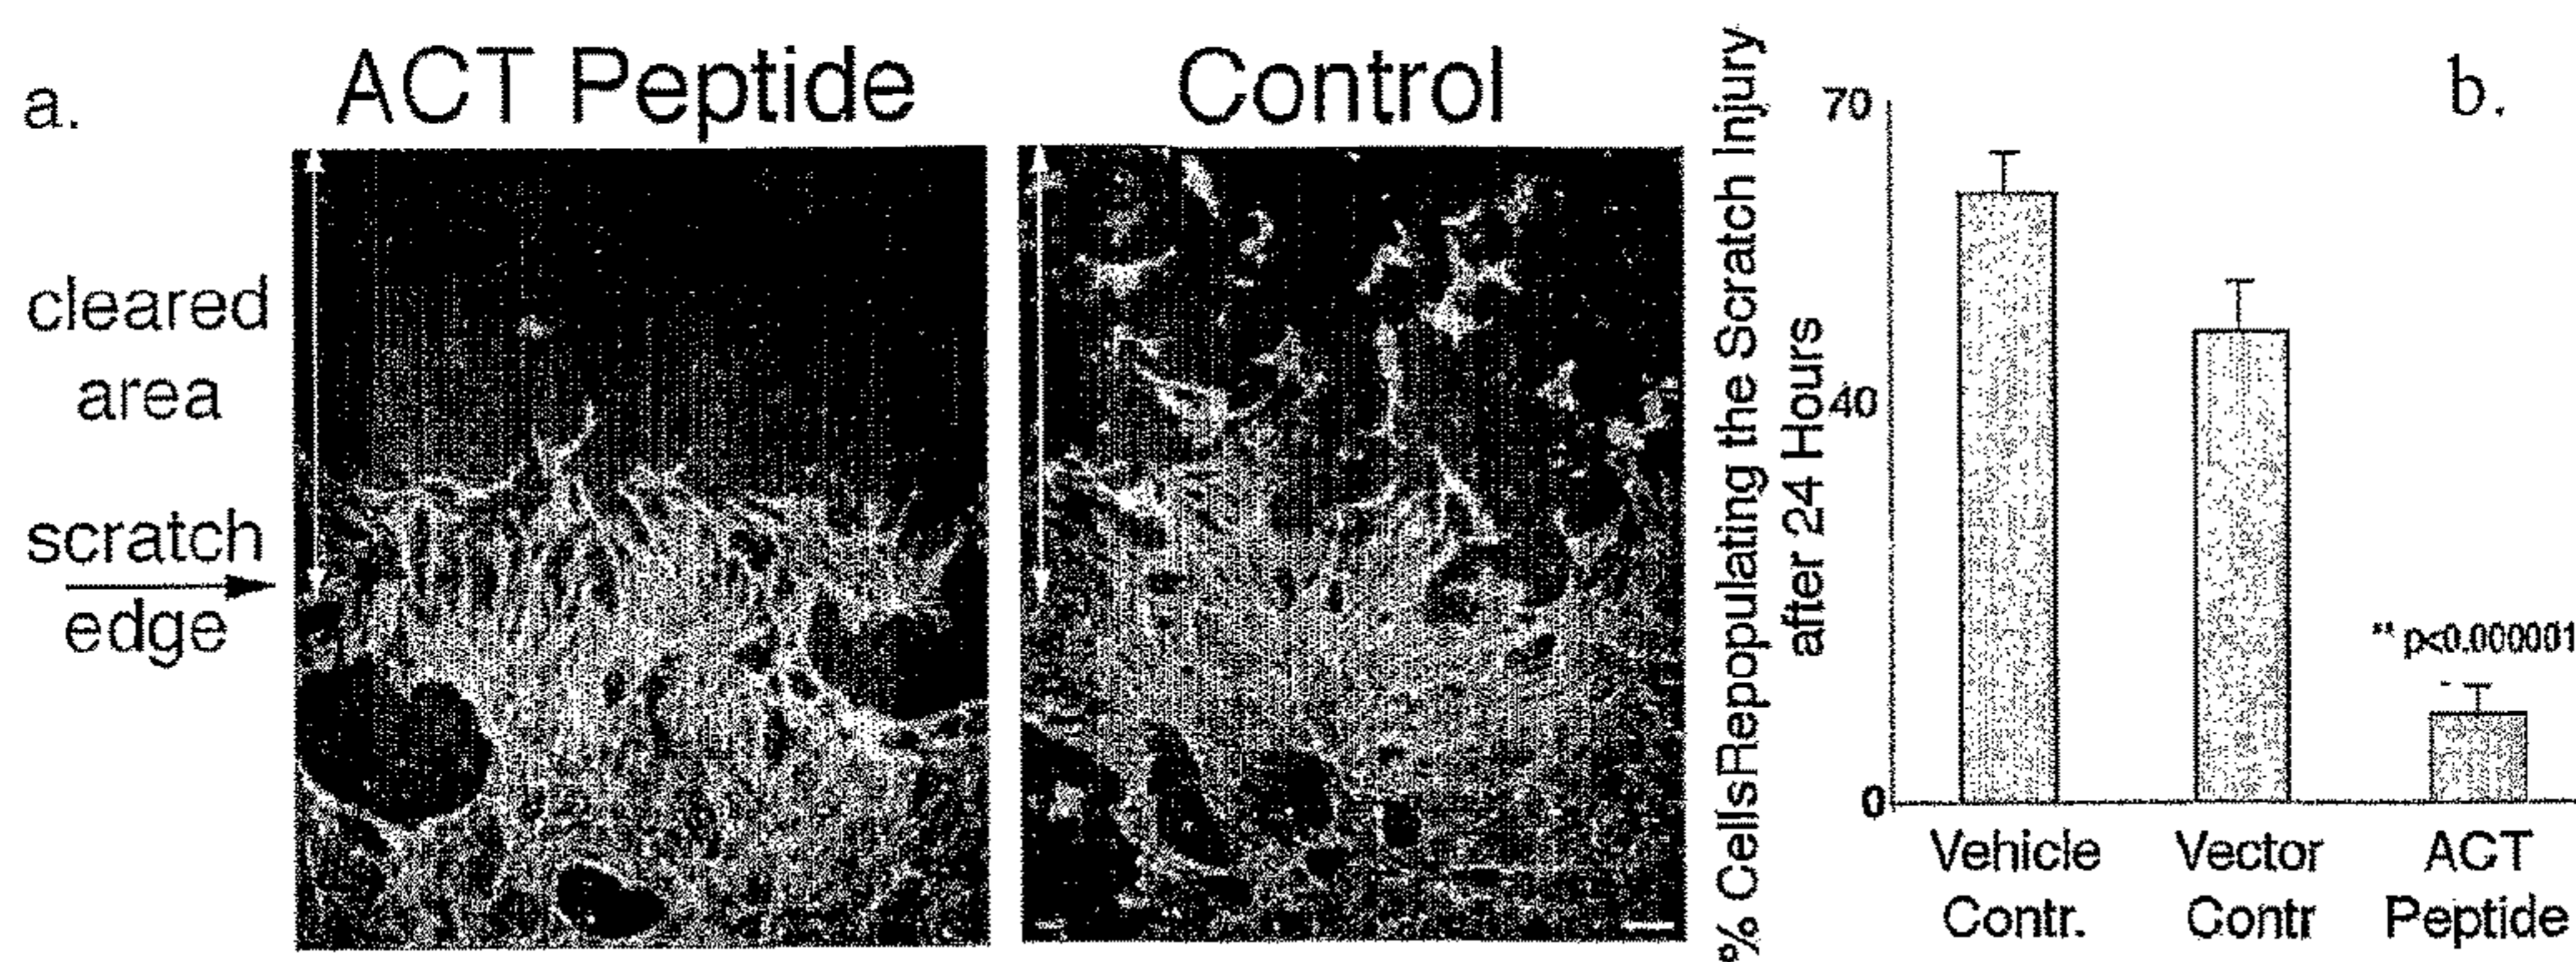 a.
ACT Peptide
Control
cleared
area
scratch
edge
% CellsRepopulating the Scratch Injury
after 24 Hours
70
40
0
b.
** p<0.000001
Vehicle
Contr.
Vector
Contr
ACT
Peptide